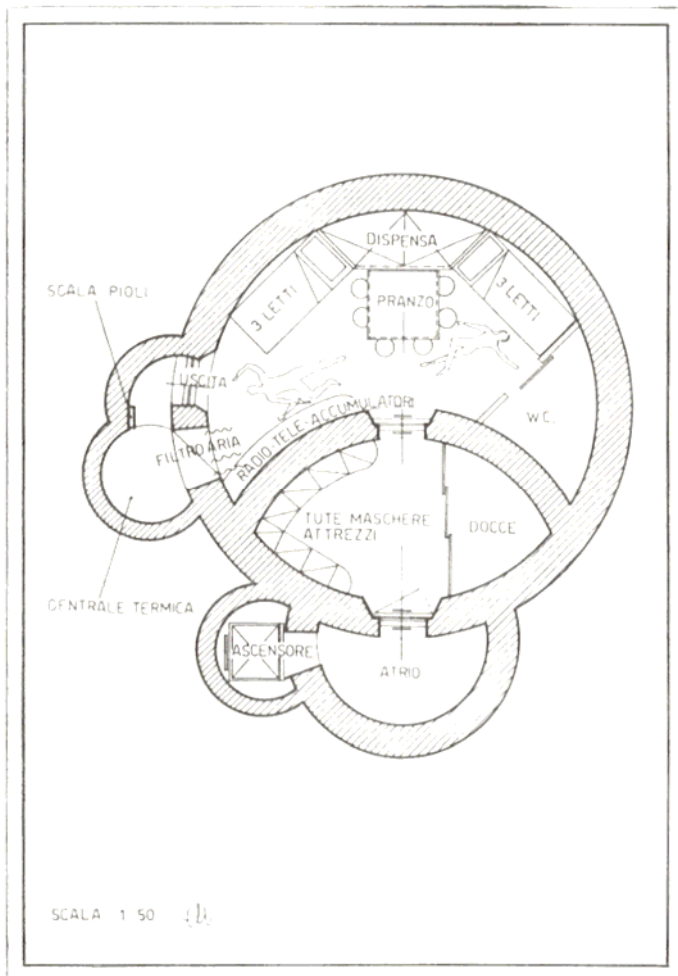 DISPENSA
SCALA PIOLI
3 LETTI
PRANZO
3 LETTI
USCITA
RADIO-TELE-ACCUMULATORI
W.C.
FILTRO ARIA
TUTE MASCHERE
ATTREZZI
DOCCE
CENTRALE TERMICA
ASCENSORE
ATRIO
SCALA 1 50